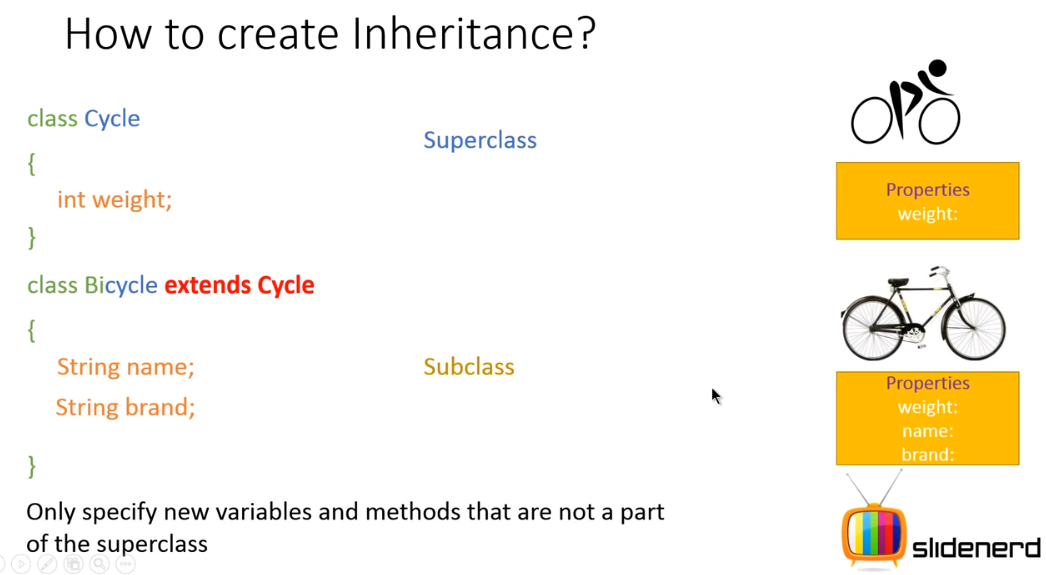 How to create Inheritance?
class Cycle
Superclass
{
int weight;
}
Properties
weight:
class Bicycle extends Cycle
{
String name;
Subclass
String brand;
}
Properties
weight:
name:
brand:
Only specify new variables and methods that are not a part
of the superclass
slidenerd